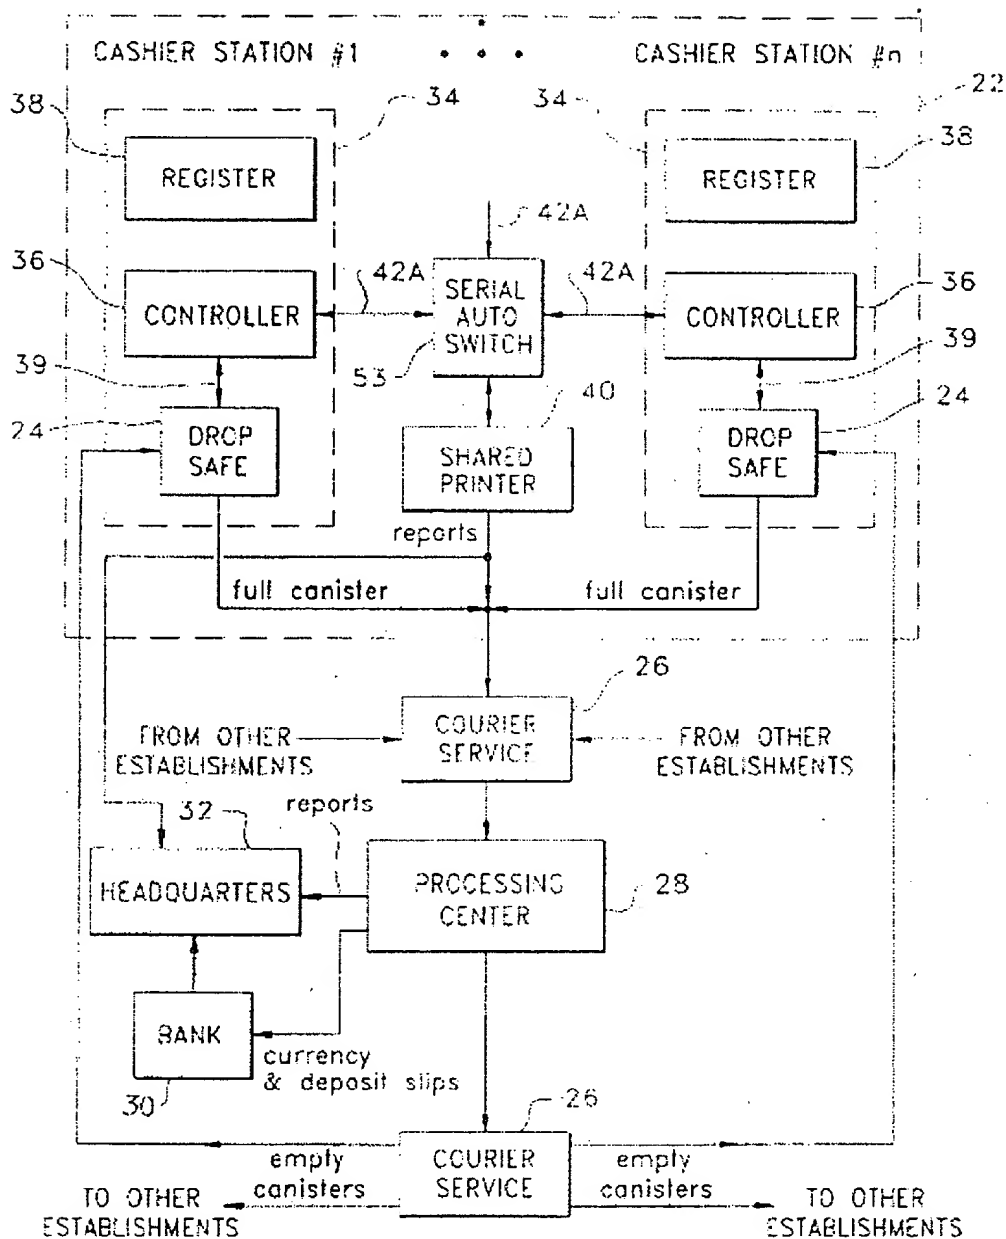 CASHIER STATION #1
CASHIER STATION #n
38
34
34
22
REGISTER
REGISTER
38
42A
36
CONTROLLER
42A
SERIAL
AUTO
SWITCH
42A
CONTROLLER
36
39
53
39
24
DROP
SAFE
40
SHARED
PRINTER
DROP
SAFE
24
reports
full canister
full canister
26
FROM OTHER
ESTABLISHMENTS
COURIER
SERVICE
FROM OTHER
ESTABLISHMENTS
32
reports
HEADQUARTERS
PROCESSING
CENTER
28
BANK
currency
& deposit slips
30
26
empty
canisters
COURIER
SERVICE
empty
canisters
TO OTHER
ESTABLISHMENTS
TO OTHER
ESTABLISHMENTS